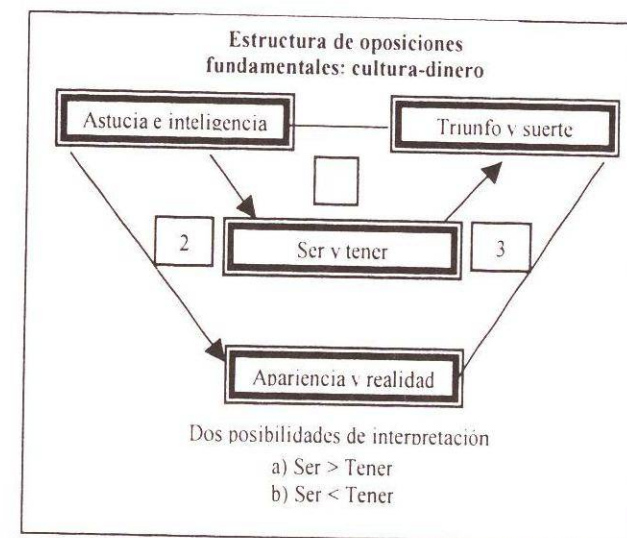 Estructura de oposiciones
fundamentales: cultura-dinero
Astucia e inteligencia
Triunfo y suerte
2
Ser y tener
3
Apariencia y realidad
Dos posibilidades de interpretación
a) Ser > Tener
b) Ser < Tener